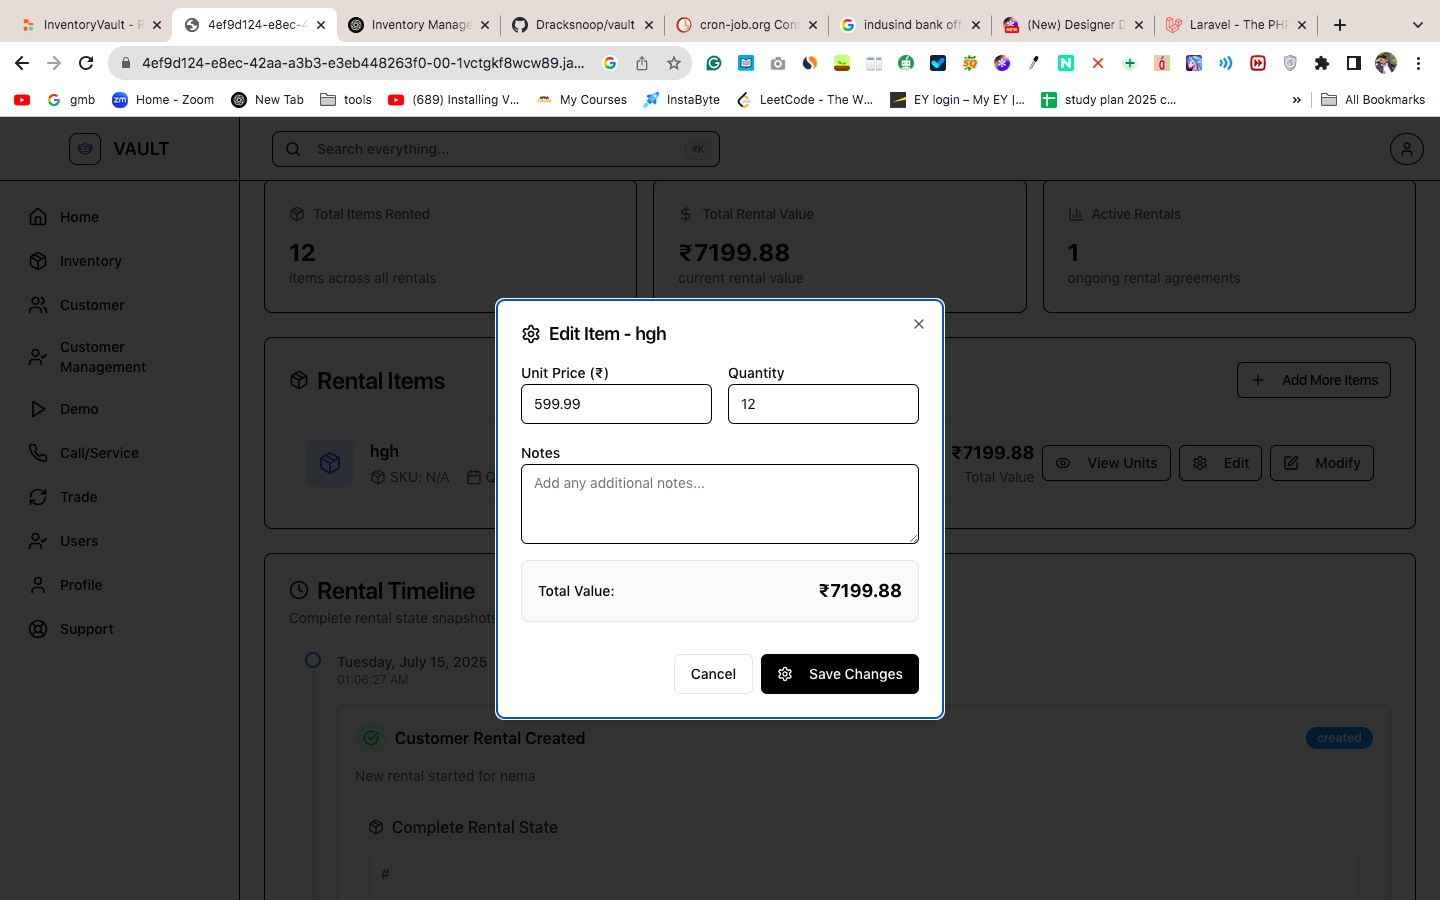 InventoryVault - R
4ef9d124-e8ec-4
Inventory Manage
Dracksnoop/vault
cron-job.org Cons
indusind bank off
(New) Designer D
Laravel - The PHP
4ef9d124-e8ec-42aa-a3b3-e3eb448263f0-00-1vctgkf8wcw89.ja...
gmb
Home - Zoom
New Tab
tools
(689) Installing V...
My Courses
InstaByte
LeetCode - The W...
EY login – My EY |...
study plan 2025 c...
»
All Bookmarks
VAULT
Search everything...
⌘K
Home
Inventory
Customer
Customer
Management
Demo
Call/Service
Trade
Users
Profile
Support
Total Items Rented
12
items across all rentals
Total Rental Value
₹7199.88
current rental value
Active Rentals
1
ongoing rental agreements
Rental Items
Add More Items
hgh
SKU: N/A
Q
₹7199.88
Total Value
View Units
Edit
Modify
Edit Item - hgh
Unit Price (₹)
Quantity
599.99
12
Notes
Add any additional notes...
Total Value:
₹7199.88
Cancel
Save Changes
Rental Timeline
Complete rental state snapshots
Tuesday, July 15, 2025
01:06:27 AM
Customer Rental Created
created
New rental started for nema
Complete Rental State
#